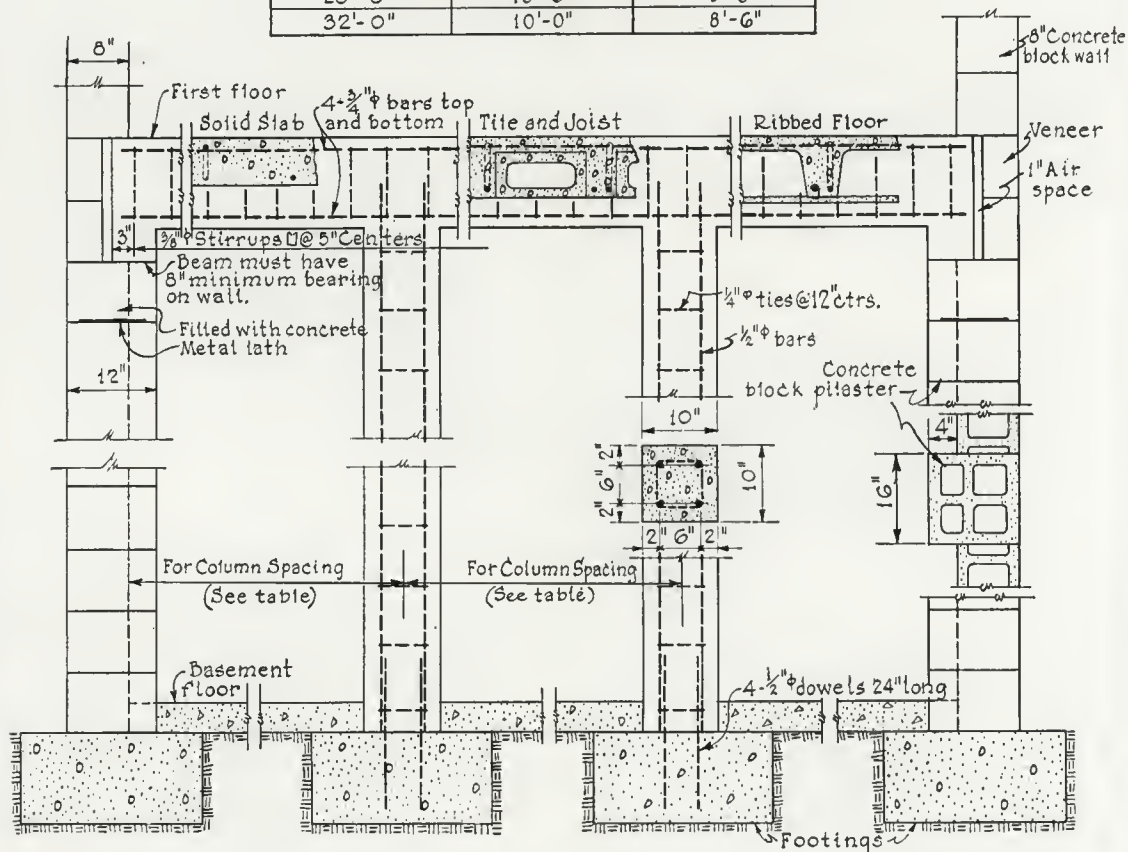 32'-0" 10'-0" 8'-6"
8"
8" Concrete
block wall
First floor
4-3/4"φ bars top
and bottom
Solid Slab
Tile and Joist
Ribbed Floor
Veneer
1" Air
space
3"
3/8"φ Stirrups @ 5" Centers
Beam must have
8" minimum bearing
on wall.
1/4"φ ties @ 12" ctrs.
Filled with concrete
Metal lath
1/2"φ bars
12"
Concrete
block pilaster
10"
4"
2"
6"
2"
10"
16"
2" 6" 2"
For Column Spacing
(See table)
For Column Spacing
(See table)
Basement
floor
4-1/2"φ dowels 24" long
Footings